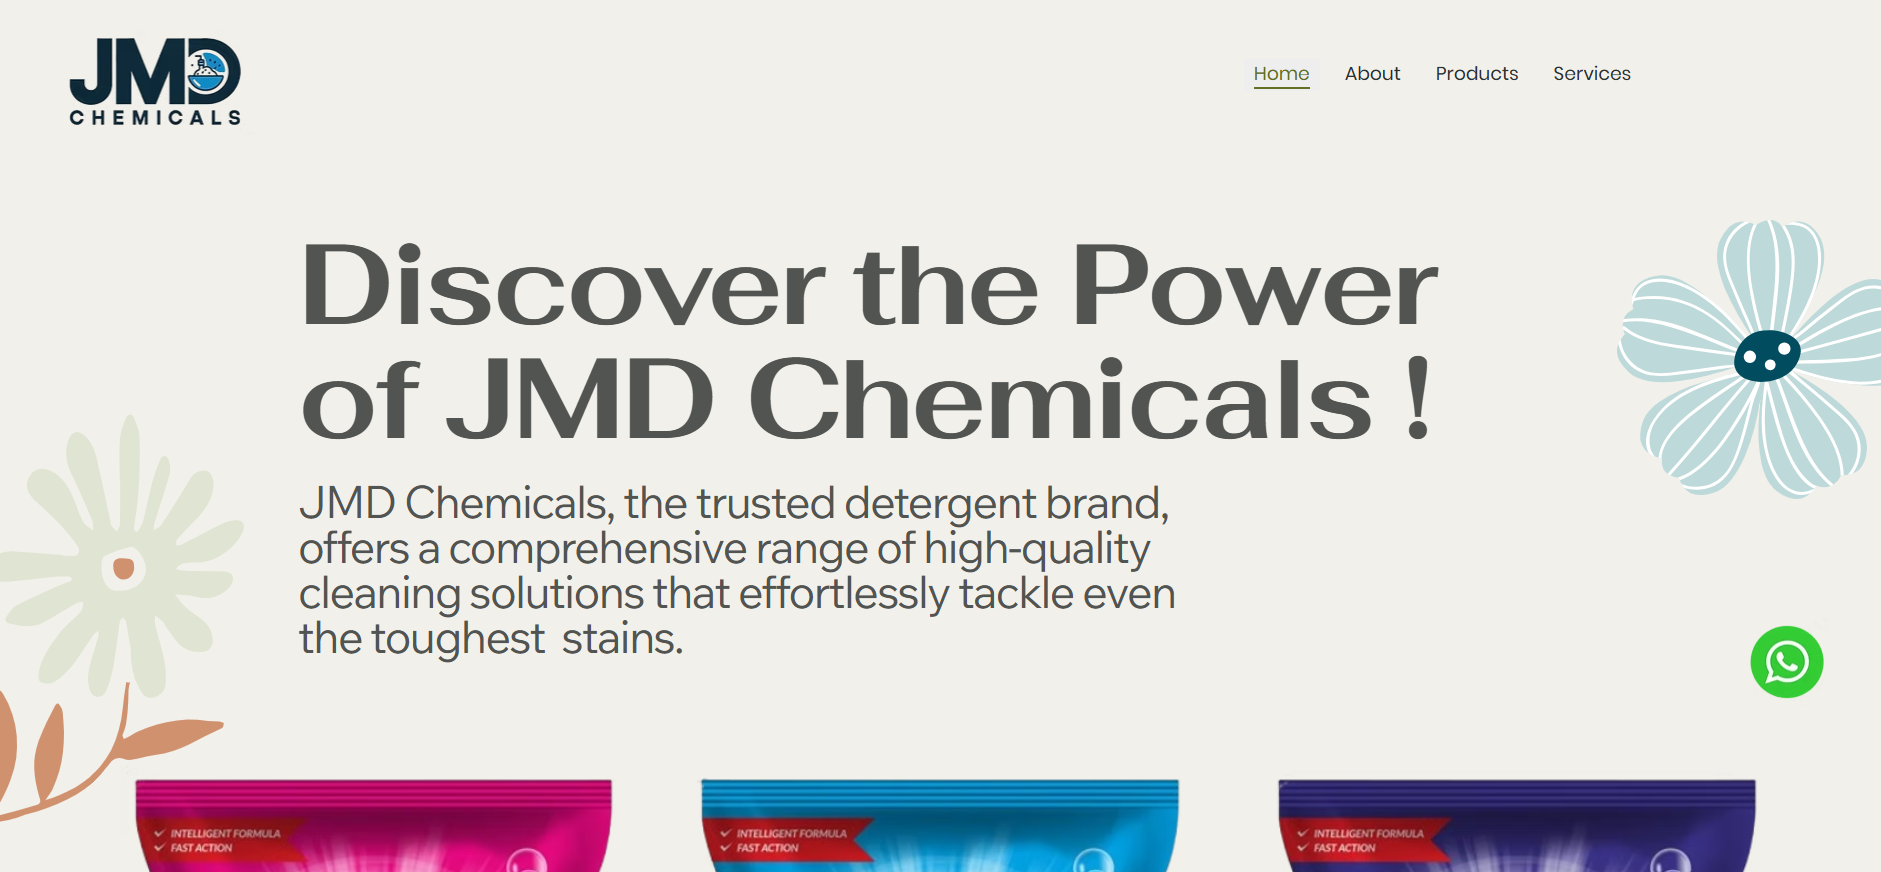 JMD
CHEMICALS
Home About Products Services
Discover the Power
of JMD Chemicals !
JMD Chemicals, the trusted detergent brand,
offers a comprehensive range of high-quality
cleaning solutions that effortlessly tackle even
the toughest  stains.
INTELLIGENT FORMULA
FAST ACTION
INTELLIGENT FORMULA
FAST ACTION
INTELLIGENT FORMULA
FAST ACTION